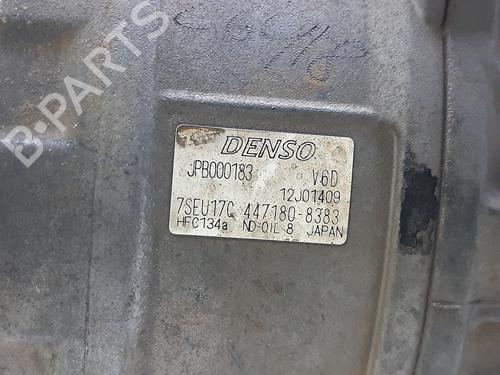 B-PARTS
DENSO
JPB000183 V6D
12J01409
7SEU17C 447180-8383
HFC134a ND-OIL 8 JAPAN